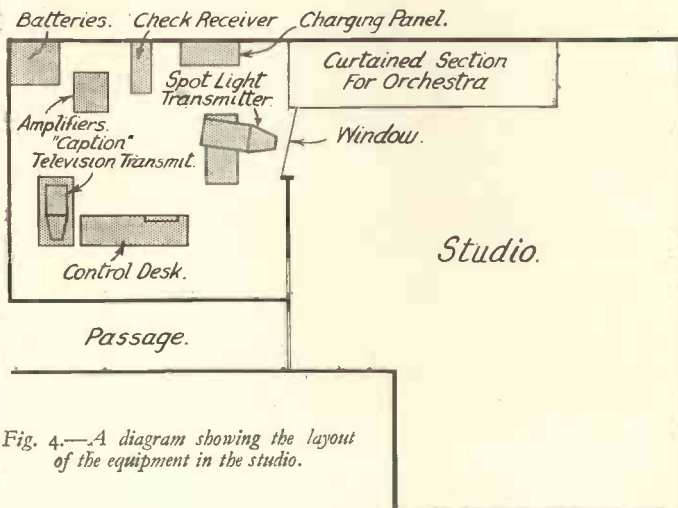 Batteries.
Check Receiver
Charging Panel.
Curtained Section
For Orchestra
Spot Light
Transmitter.
Amplifiers.
"Caption"
Television Transmit.
Window.
Studio.
Control Desk.
Passage.
Fig. 4.—A diagram showing the layout
of the equipment in the studio.